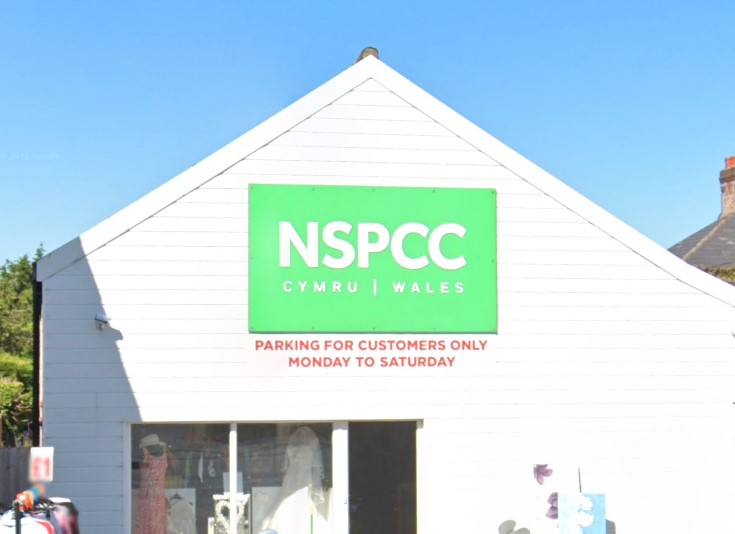 NSPCC
CYMRU | WALES
PARKING FOR CUSTOMERS ONLY
MONDAY TO SATURDAY
£1